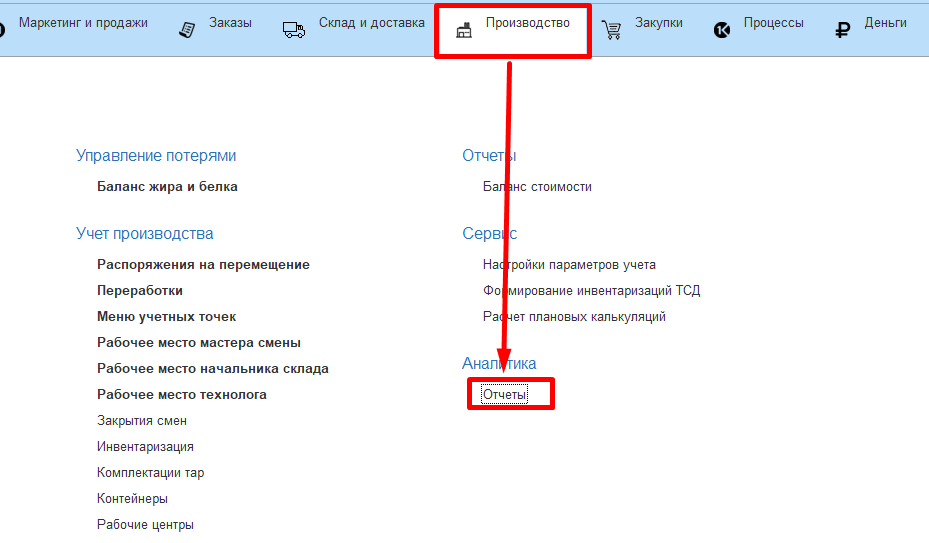 Маркетинг и продажи
Заказы
Склад и доставка
Производство
Закупки
Процессы
Деньги
Управление потерями
Баланс жира и белка
Учет производства
Распоряжения на перемещение
Переработки
Меню учетных точек
Рабочее место мастера смены
Рабочее место начальника склада
Рабочее место технолога
Закрытия смен
Инвентаризация
Комплектации тар
Контейнеры
Рабочие центры
Отчеты
Баланс стоимости
Сервис
Настройки параметров учета
Формирование инвентаризаций ТСД
Расчет плановых калькуляций
Аналитика
Отчеты